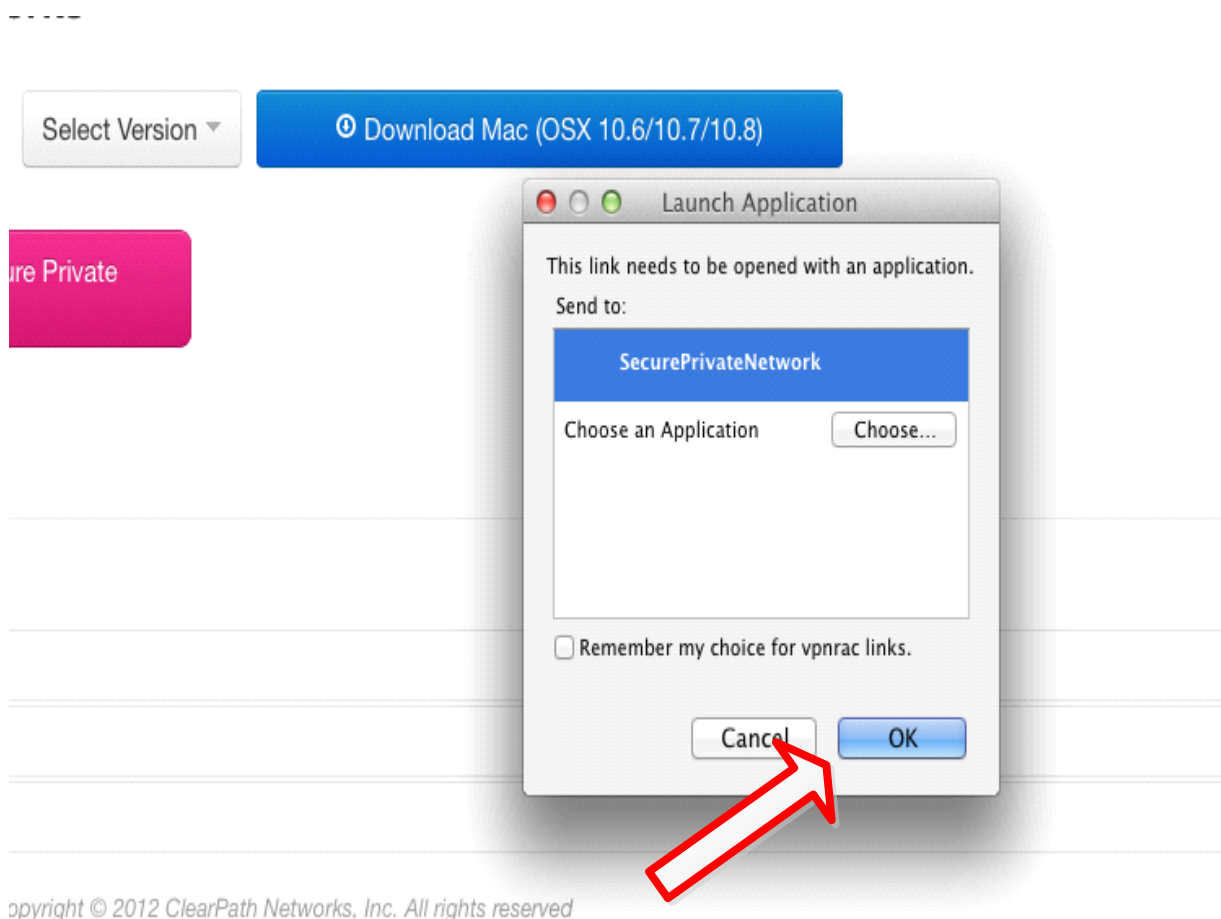 Select Version
Download Mac (OSX 10.6/10.7/10.8)
Launch Application
ure Private
This link needs to be opened with an application.
Send to:
SecurePrivateNetwork
Choose an Application
Choose...
Remember my choice for vpnrac links.
Cancel
OK
opyright © 2012 ClearPath Networks, Inc. All rights reserved